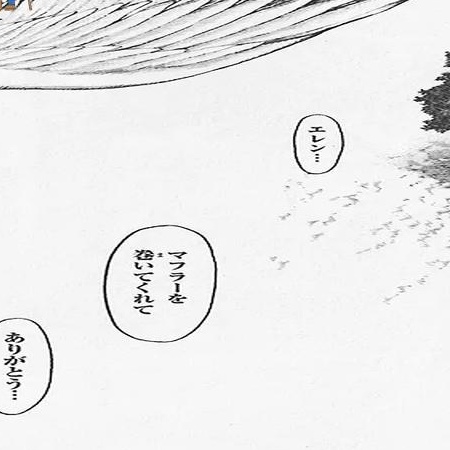 エレン…
マフラーを
巻いてくれて
ありがとう…